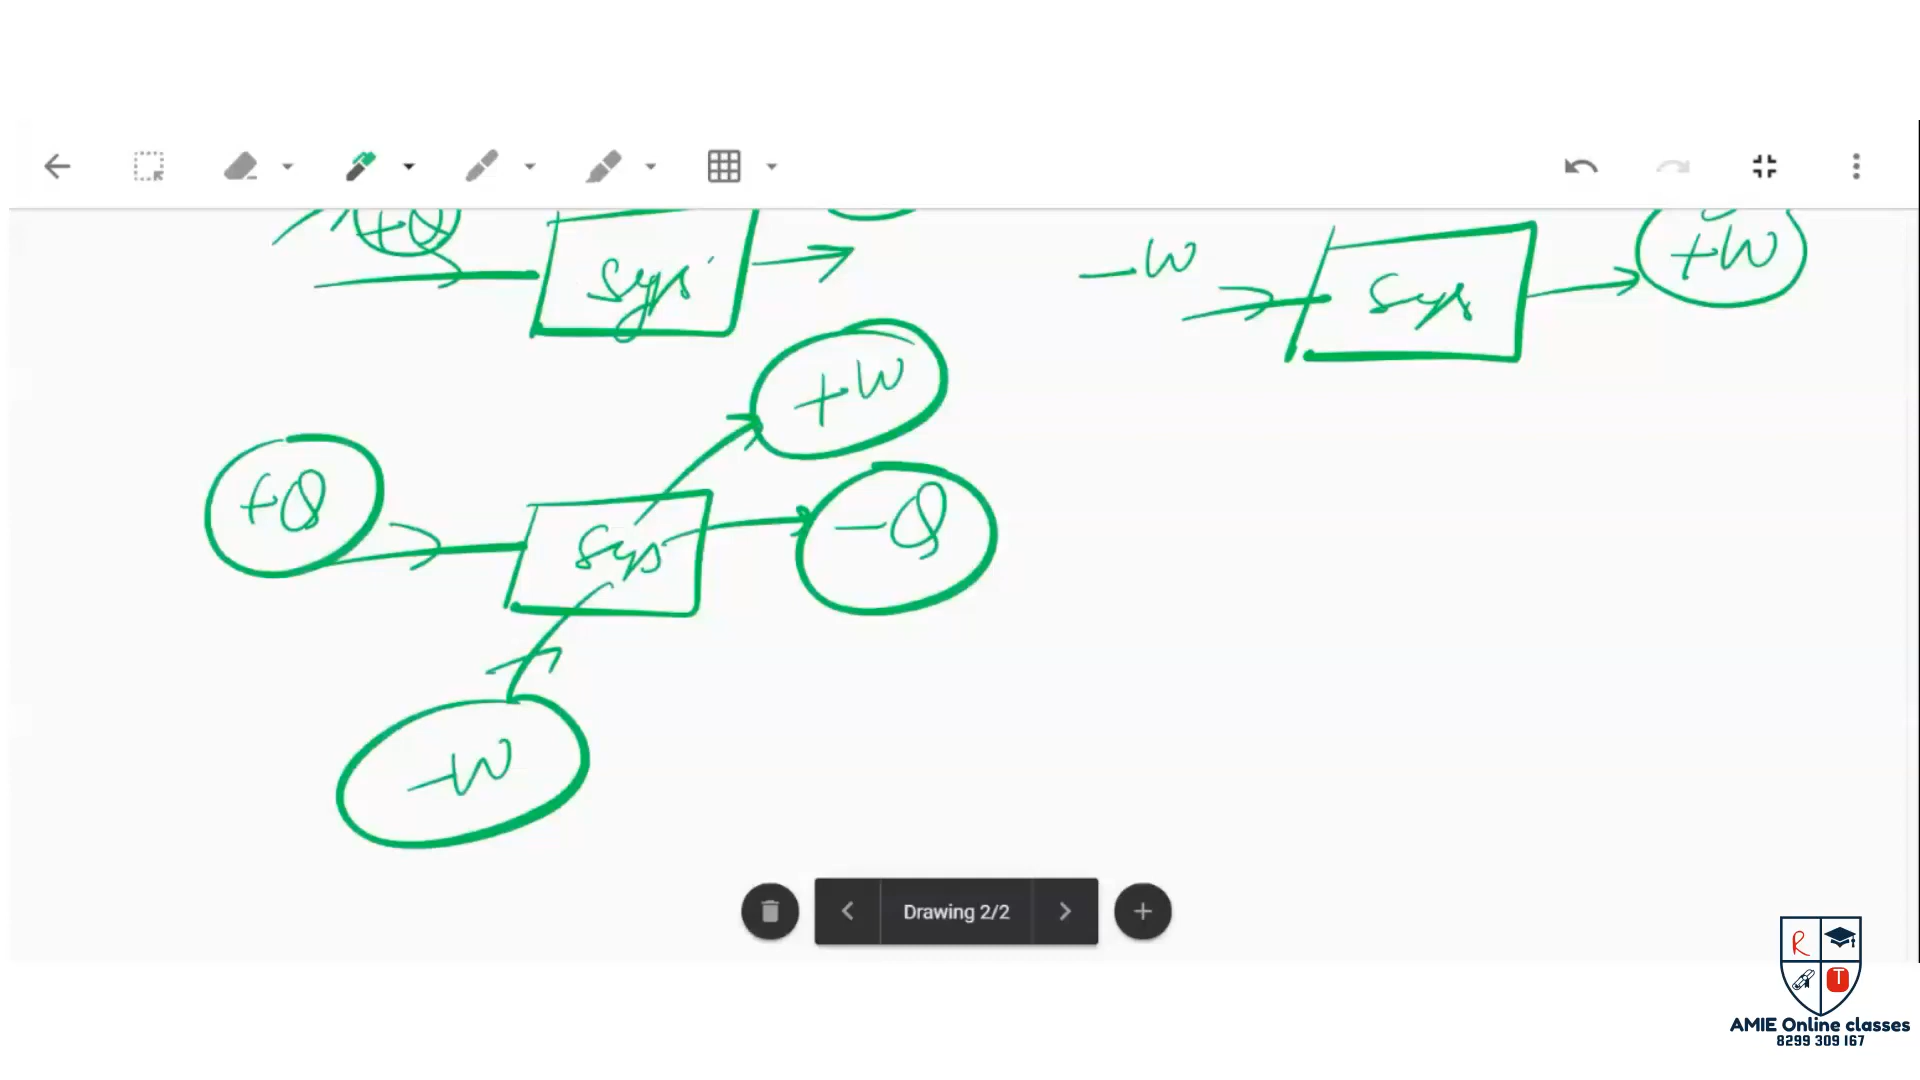 +Q
Sys
-W
Sys
+W
+W
+Q
Sys
-Q
-W
Drawing 2/2
R
T
AMIE Online classes
8299 309 167